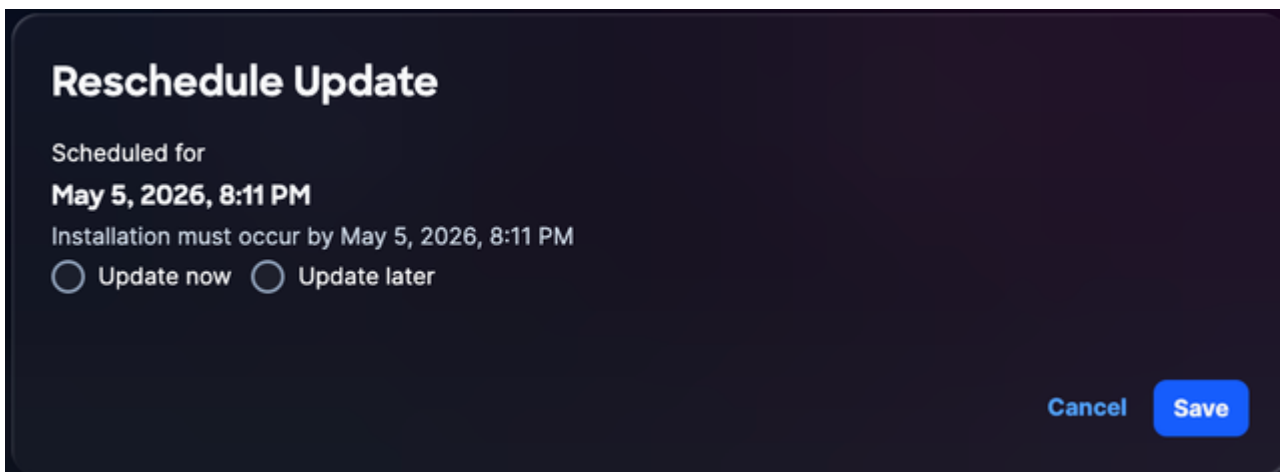 Reschedule Update
Scheduled for
May 5, 2026, 8:11 PM
Installation must occur by May 5, 2026, 8:11 PM
Update now Update later
Cancel Save